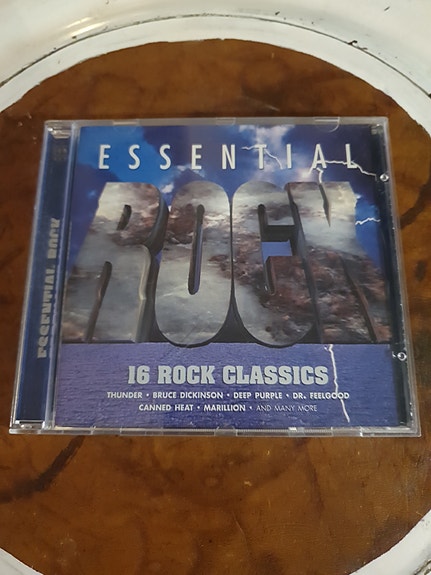 ESSENTIAL
ROCK
16 ROCK CLASSICS
THUNDER • BRUCE DICKINSON • DEEP PURPLE • DR. FEELGOOD
CANNED HEAT • MARILLION • AND MANY MORE
ESSENTIAL ROCK